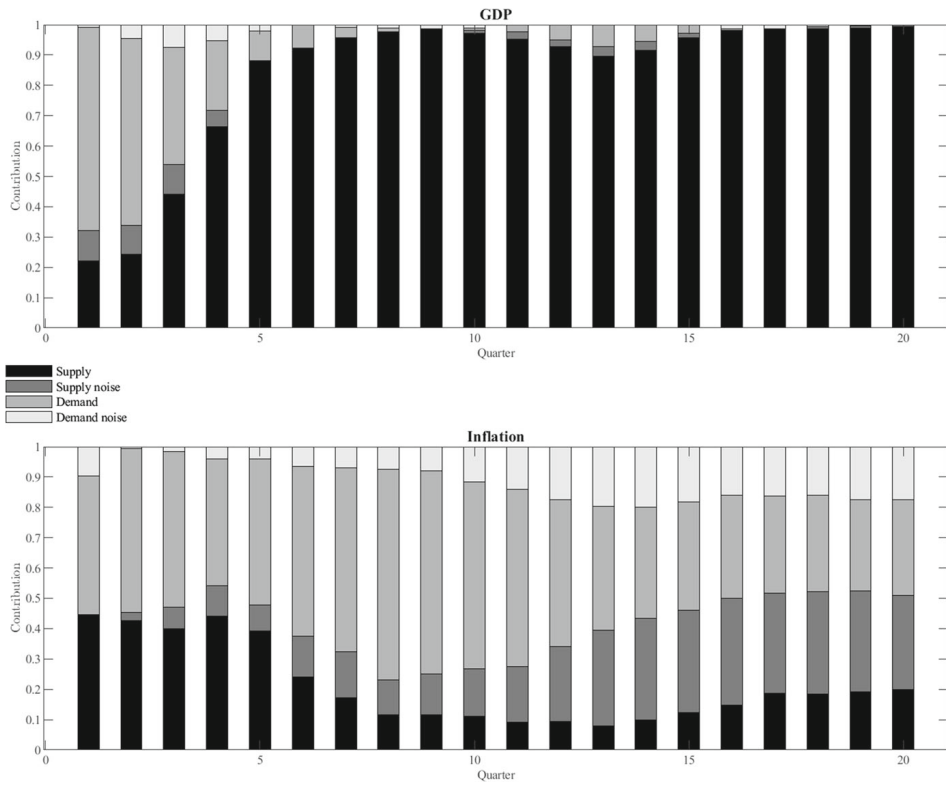 GDP
Contribution
1
0.9
0.8
0.7
0.6
0.5
0.4
0.3
0.2
0.1
0
0 5 10 15 20
Quarter
Supply
Supply noise
Demand
Demand noise
Inflation
Contribution
1
0.9
0.8
0.7
0.6
0.5
0.4
0.3
0.2
0.1
0
0 5 10 15 20
Quarter